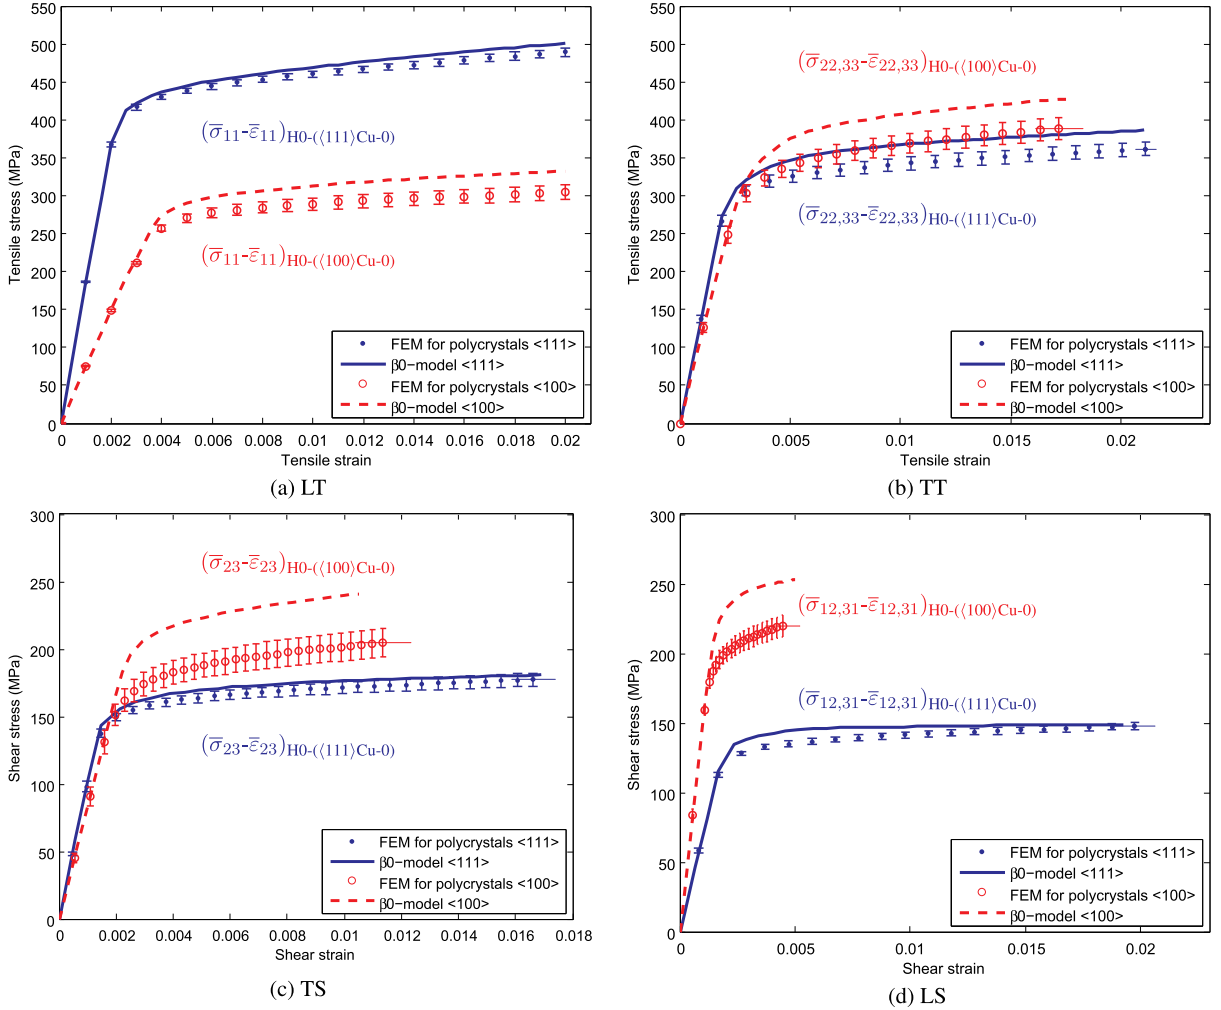 550
500
450
400
350
300
250
200
150
100
50
0
Tensile stress (MPa)
(σ̅11-ε̅11)H0-(⟨111⟩Cu-0)
(σ̅11-ε̅11)H0-(⟨100⟩Cu-0)
FEM for polycrystals <111>
β0−model <111>
FEM for polycrystals <100>
β0−model <100>
0 0.002 0.004 0.006 0.008 0.01 0.012 0.014 0.016 0.018 0.02
Tensile strain
(a) LT
550
500
450
400
350
300
250
200
150
100
50
0
Tensile stress (MPa)
(σ̅22,33-ε̅22,33)H0-(⟨100⟩Cu-0)
(σ̅22,33-ε̅22,33)H0-(⟨111⟩Cu-0)
FEM for polycrystals <111>
β0−model <111>
FEM for polycrystals <100>
β0−model <100>
0 0.005 0.01 0.015 0.02
Tensile strain
(b) TT
300
250
200
150
100
50
0
Shear stress (MPa)
(σ̅23-ε̅23)H0-(⟨100⟩Cu-0)
(σ̅23-ε̅23)H0-(⟨111⟩Cu-0)
FEM for polycrystals <111>
β0−model <111>
FEM for polycrystals <100>
β0−model <100>
0 0.002 0.004 0.006 0.008 0.01 0.012 0.014 0.016 0.018
Shear strain
(c) TS
300
250
200
150
100
50
0
Shear stress (MPa)
(σ̅12,31-ε̅12,31)H0-(⟨100⟩Cu-0)
(σ̅12,31-ε̅12,31)H0-(⟨111⟩Cu-0)
FEM for polycrystals <111>
β0−model <111>
FEM for polycrystals <100>
β0−model <100>
0 0.005 0.01 0.015 0.02
Shear strain
(d) LS